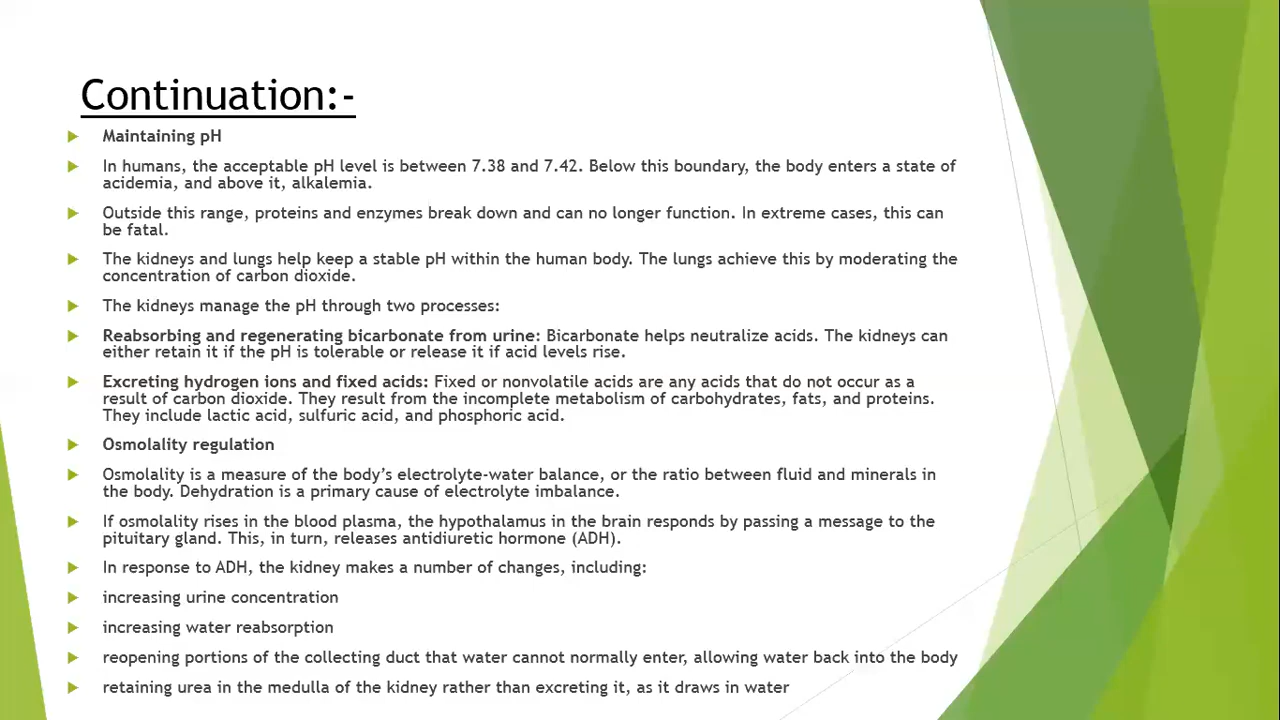 Continuation:-
Maintaining pH
In humans, the acceptable pH level is between 7.38 and 7.42. Below this boundary, the body enters a state of
acidemia, and above it, alkalemia.
Outside this range, proteins and enzymes break down and can no longer function. In extreme cases, this can
be fatal.
The kidneys and lungs help keep a stable pH within the human body. The lungs achieve this by moderating the
concentration of carbon dioxide.
The kidneys manage the pH through two processes:
Reabsorbing and regenerating bicarbonate from urine: Bicarbonate helps neutralize acids. The kidneys can
either retain it if the pH is tolerable or release it if acid levels rise.
Excreting hydrogen ions and fixed acids: Fixed or nonvolatile acids are any acids that do not occur as a
result of carbon dioxide. They result from the incomplete metabolism of carbohydrates, fats, and proteins.
They include lactic acid, sulfuric acid, and phosphoric acid.
Osmolality regulation
Osmolality is a measure of the body’s electrolyte-water balance, or the ratio between fluid and minerals in
the body. Dehydration is a primary cause of electrolyte imbalance.
If osmolality rises in the blood plasma, the hypothalamus in the brain responds by passing a message to the
pituitary gland. This, in turn, releases antidiuretic hormone (ADH).
In response to ADH, the kidney makes a number of changes, including:
increasing urine concentration
increasing water reabsorption
reopening portions of the collecting duct that water cannot normally enter, allowing water back into the body
retaining urea in the medulla of the kidney rather than excreting it, as it draws in water